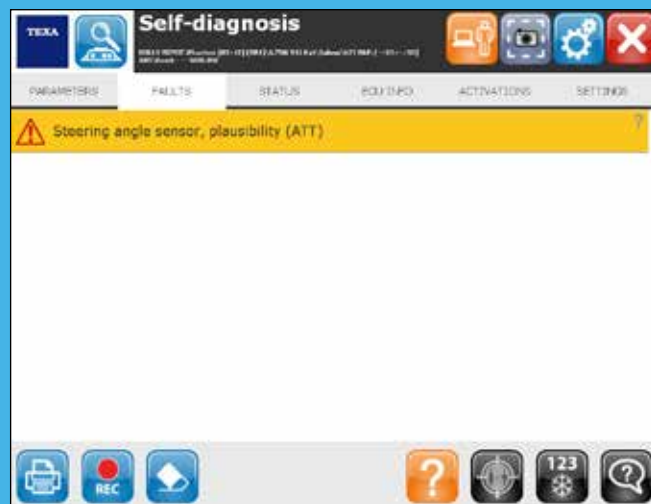 TEXA
Self-diagnosis
PARAMETERS FAULTS STATUS ECU INFO ACTIVATIONS SETTINGS
Steering angle sensor, plausibility (ATT) ?
REC ? 123 ?